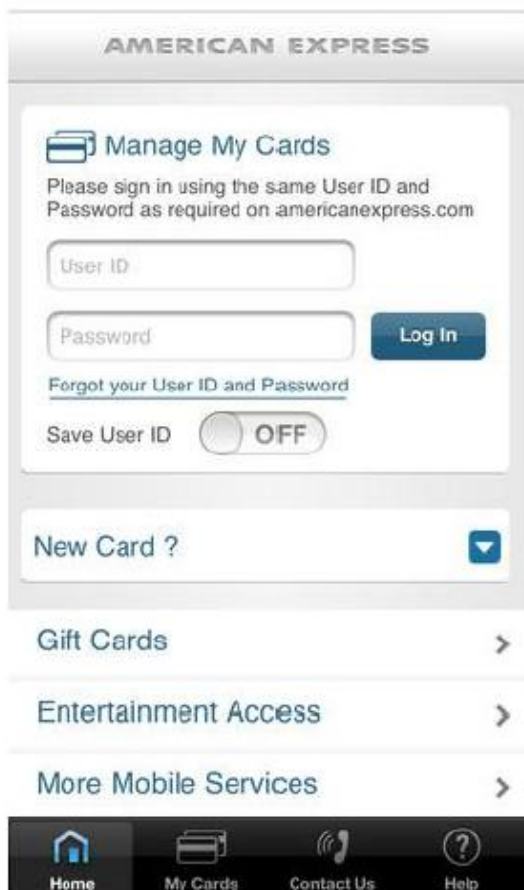 AMERICAN EXPRESS
Manage My Cards
Please sign in using the same User ID and
Password as required on americanexpress.com
User ID
Password
Log In
Forgot your User ID and Password
Save User ID OFF
New Card ?
Gift Cards
Entertainment Access
More Mobile Services
Home My Cards Contact Us Help